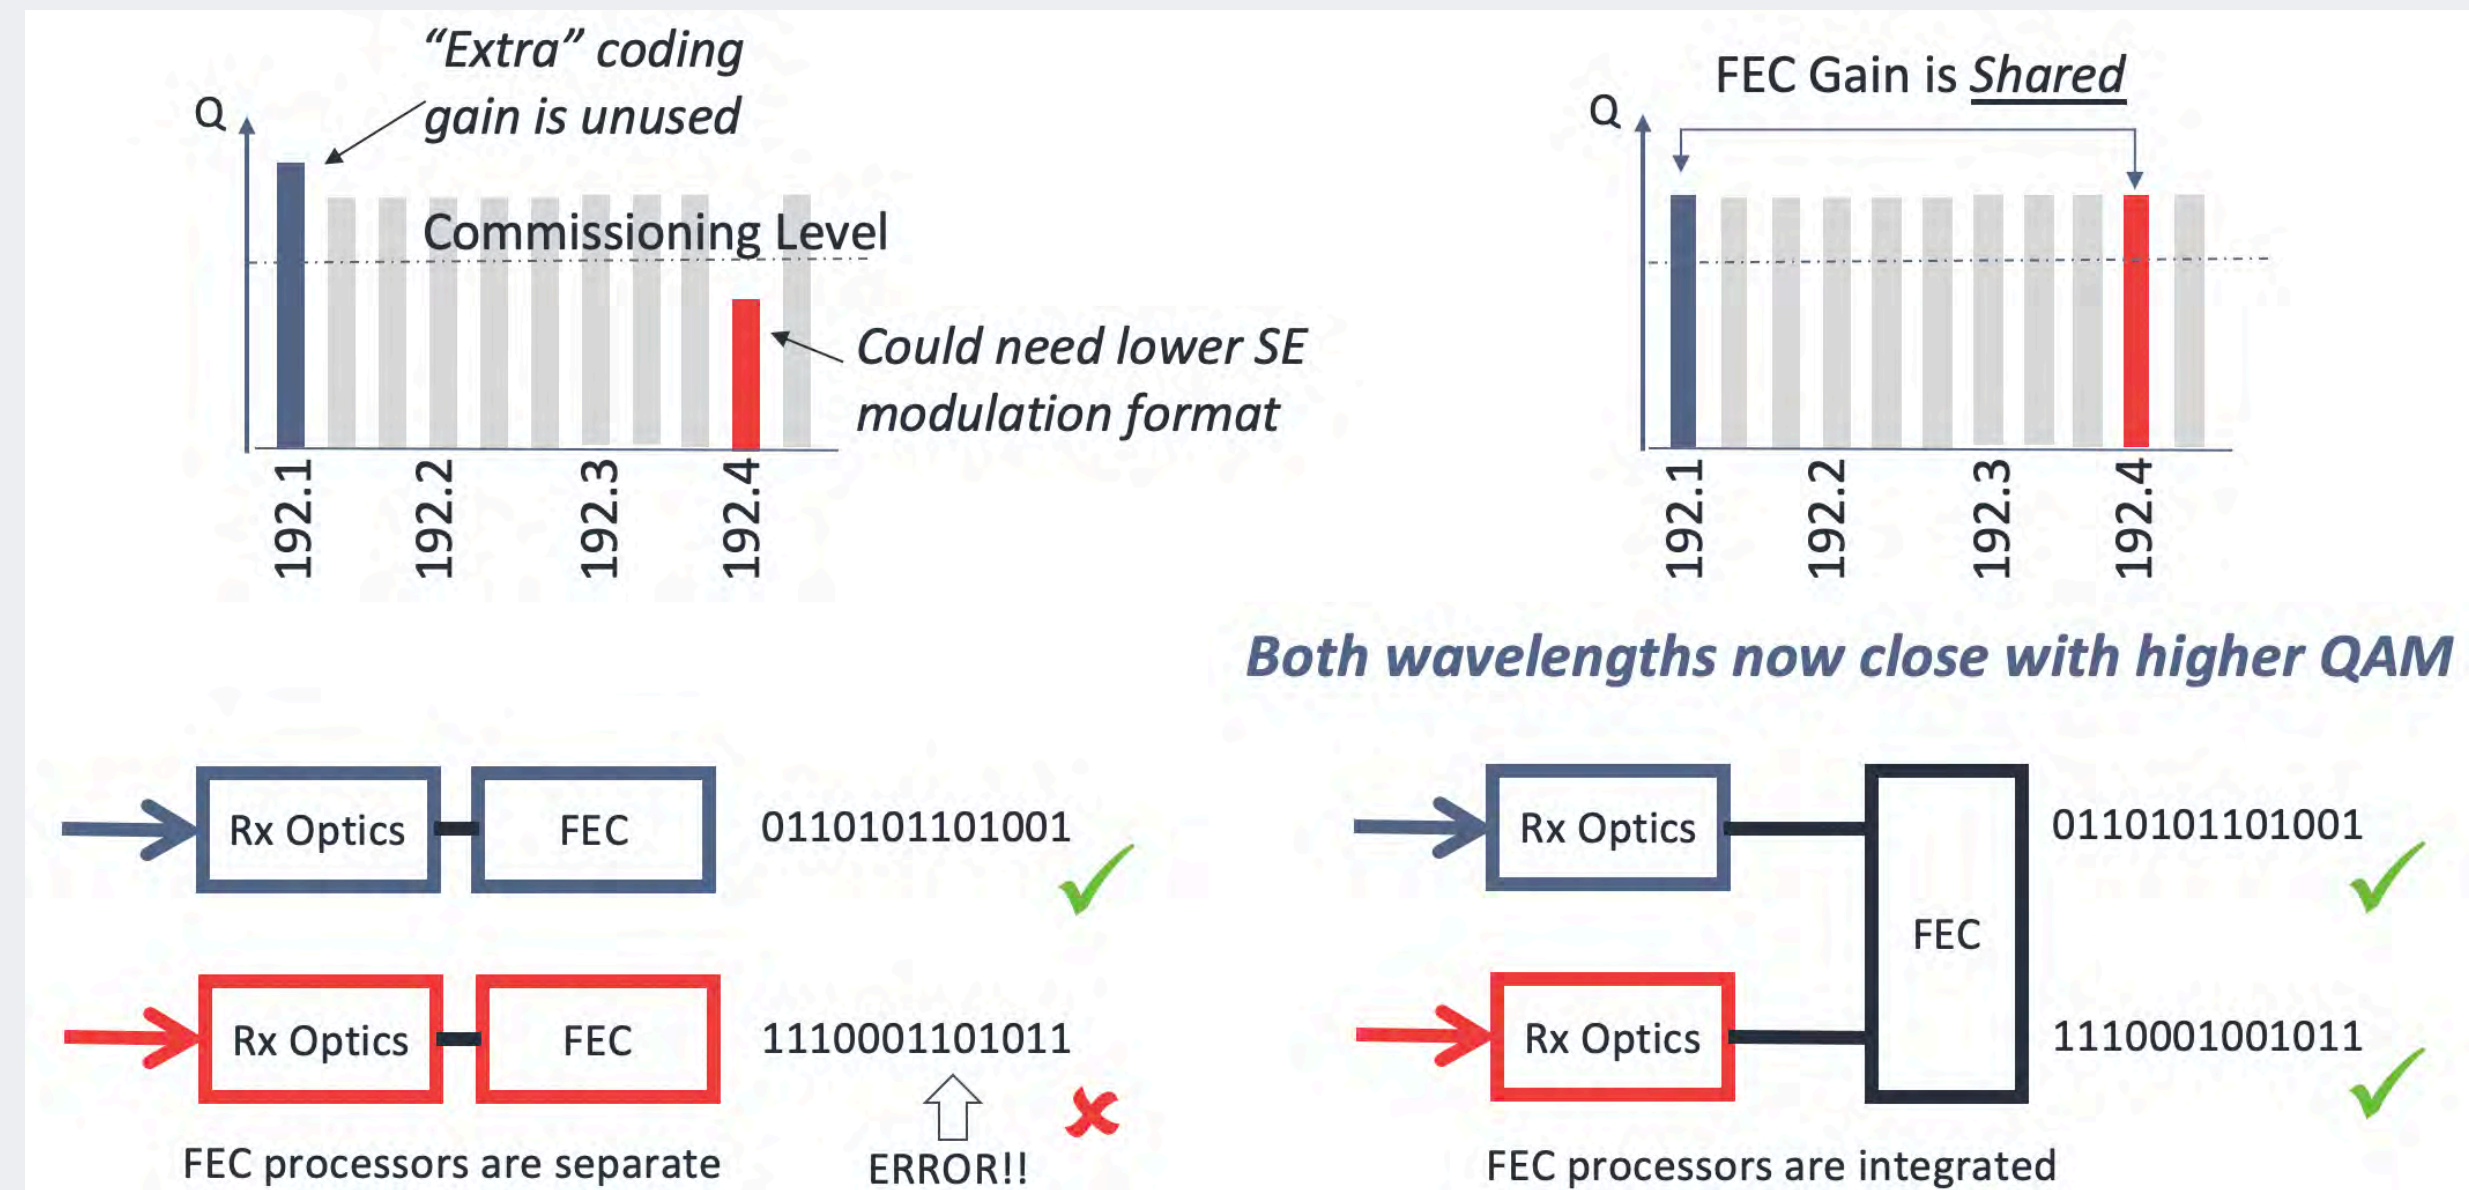 “Extra” coding
gain is unused
Q
Commissioning Level
Could need lower SE
modulation format
192.1
192.2
192.3
192.4
FEC Gain is Shared
Q
192.1
192.2
192.3
192.4
Both wavelengths now close with higher QAM
Rx Optics
FEC
0110101101001
Rx Optics
FEC
1110001101011
ERROR!!
FEC processors are separate
Rx Optics
0110101101001
FEC
Rx Optics
1110001001011
FEC processors are integrated